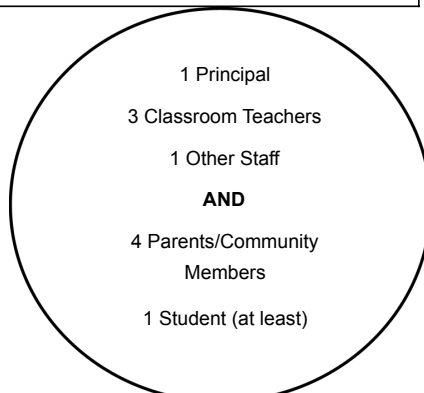 1 Principal
3 Classroom Teachers
1 Other Staff
AND
4 Parents/Community
Members
1 Student (at least)